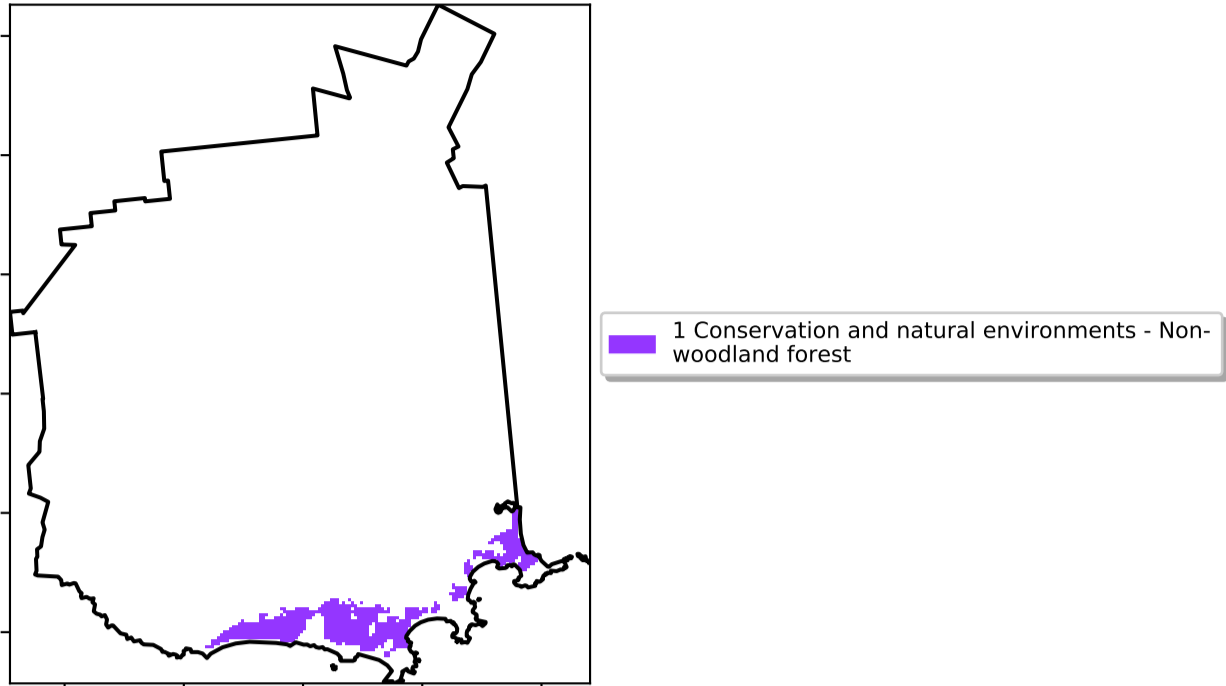 1 Conservation and natural environments - Non-
woodland forest